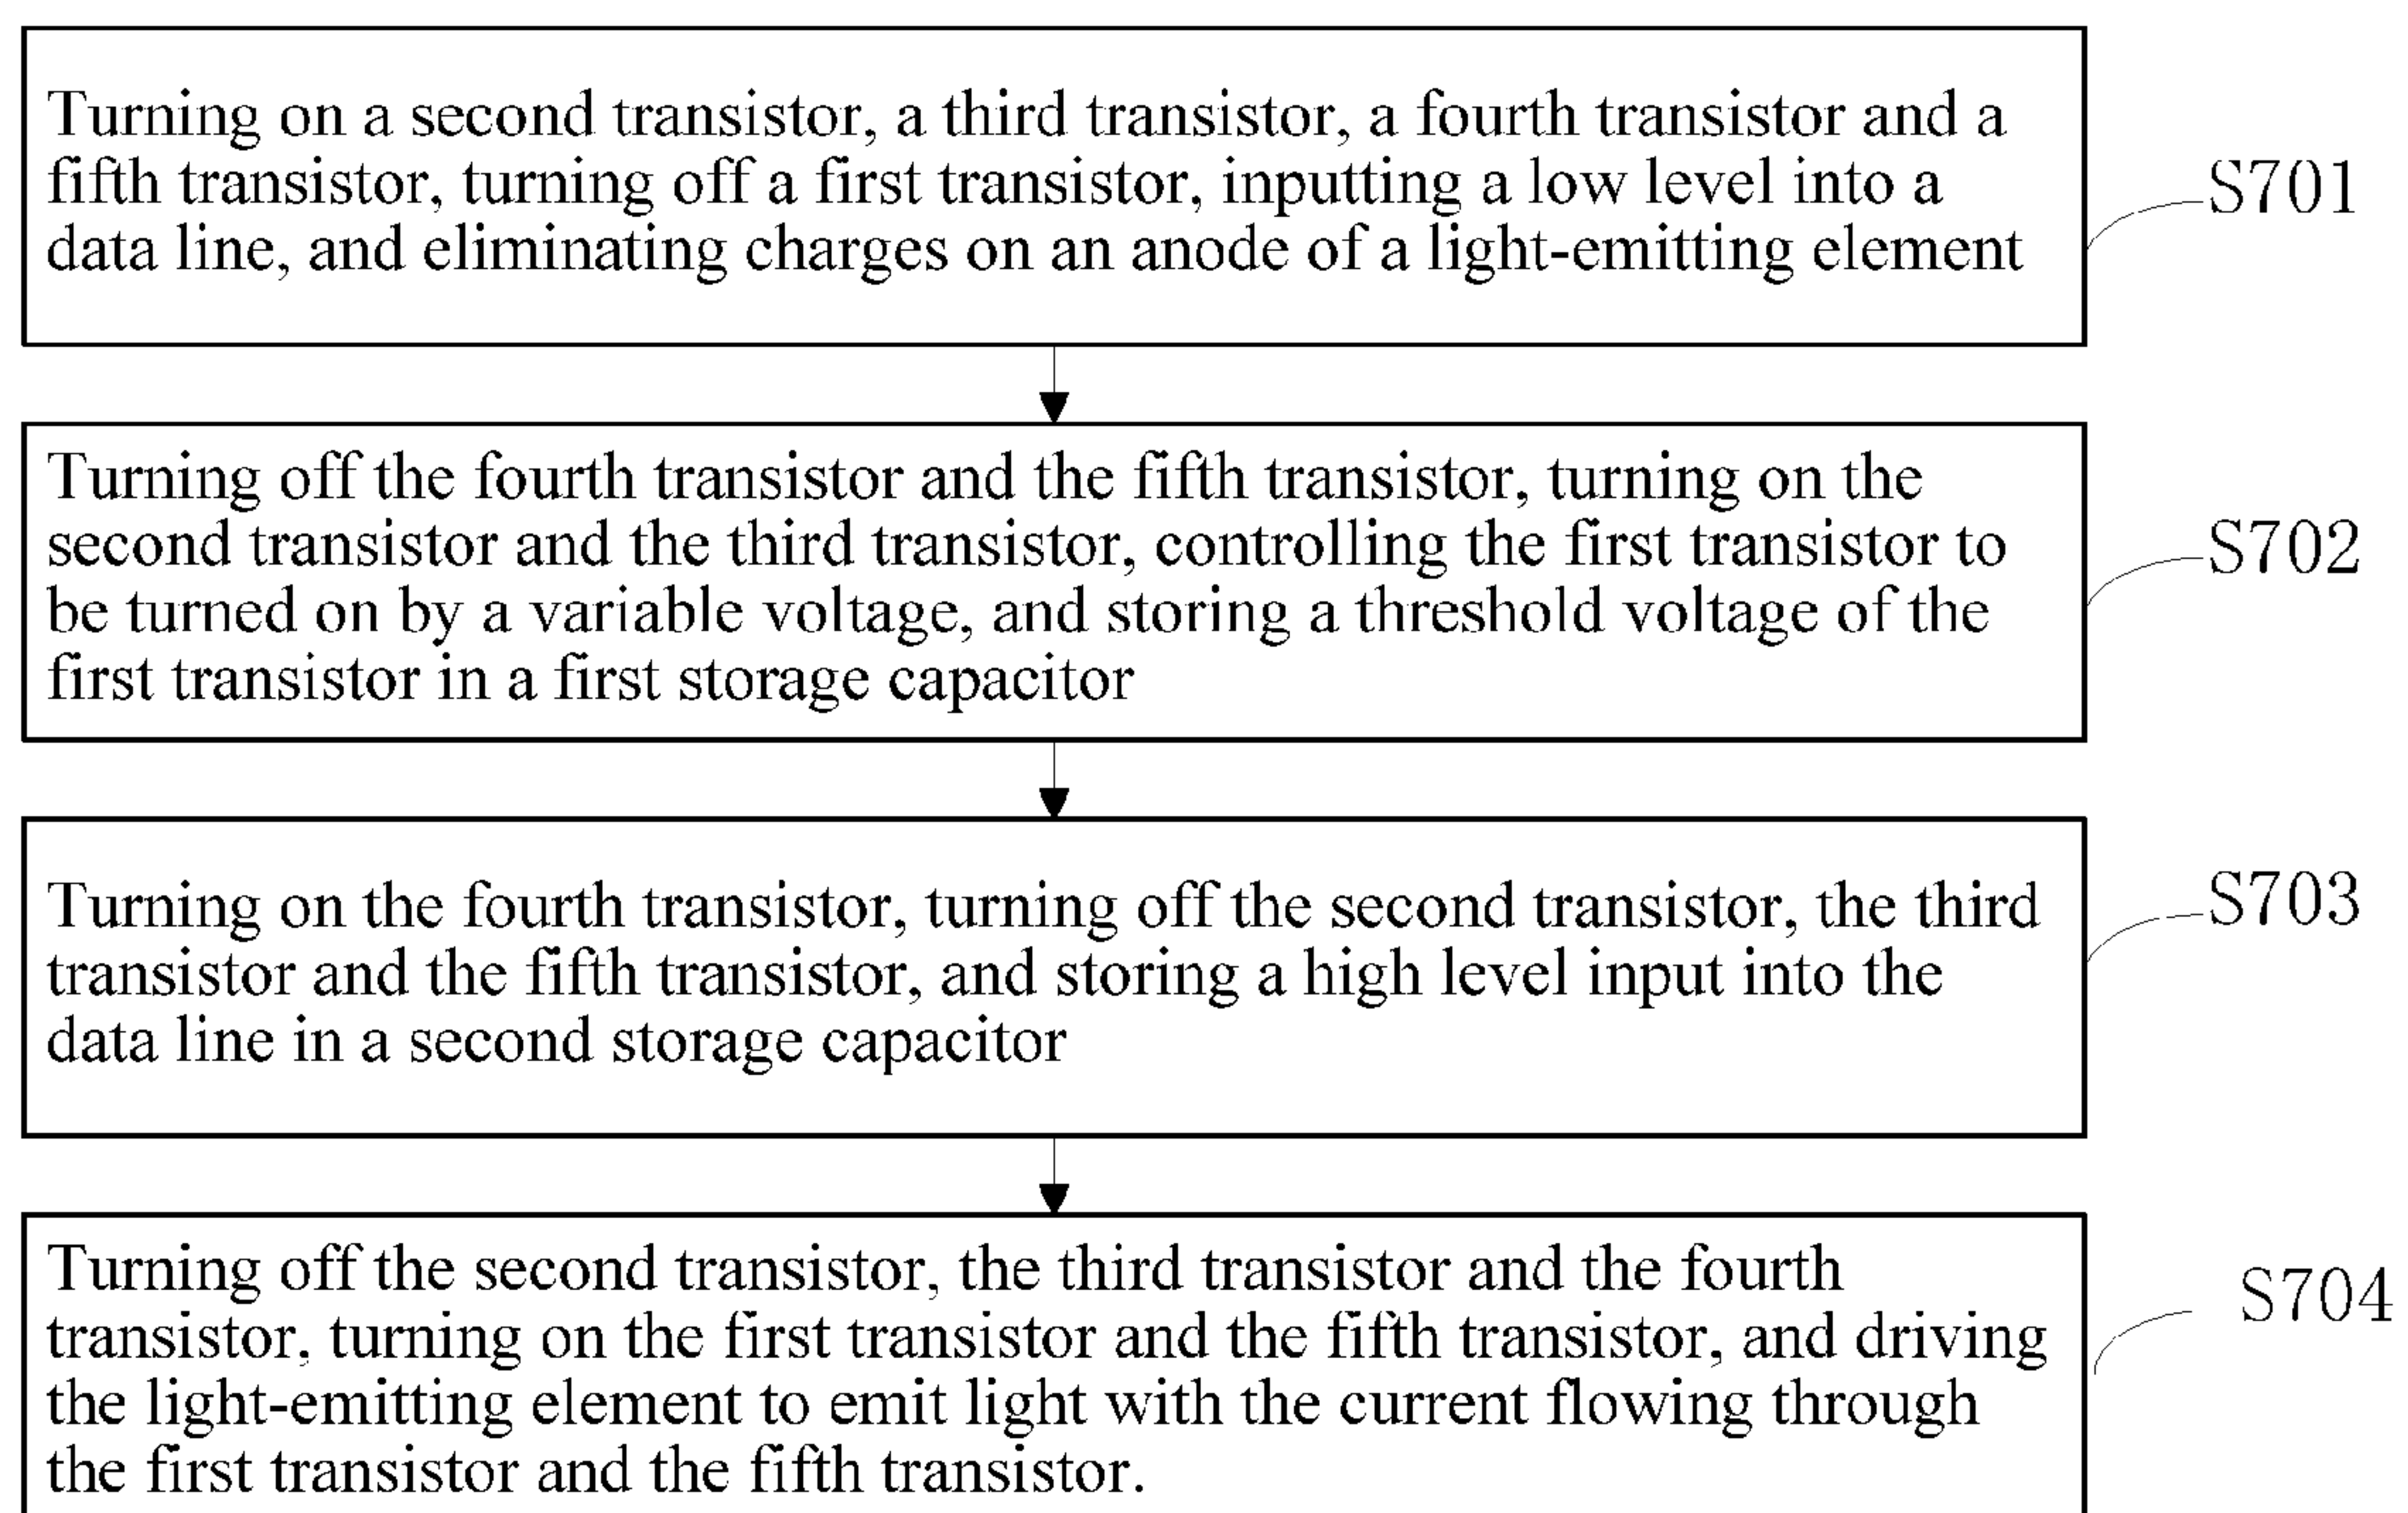 Turning on a second transistor, a third transistor, a fourth transistor and a
fifth transistor, turning off a first transistor, inputting a low level into a
data line, and eliminating charges on an anode of a light-emitting element
S701
Turning off the fourth transistor and the fifth transistor, turning on the
second transistor and the third transistor, controlling the first transistor to
be turned on by a variable voltage, and storing a threshold voltage of the
first transistor in a first storage capacitor
S702
Turning on the fourth transistor, turning off the second transistor, the third
transistor and the fifth transistor, and storing a high level input into the
data line in a second storage capacitor
S703
Turning off the second transistor, the third transistor and the fourth
transistor, turning on the first transistor and the fifth transistor, and driving
the light-emitting element to emit light with the current flowing through
the first transistor and the fifth transistor.
S704